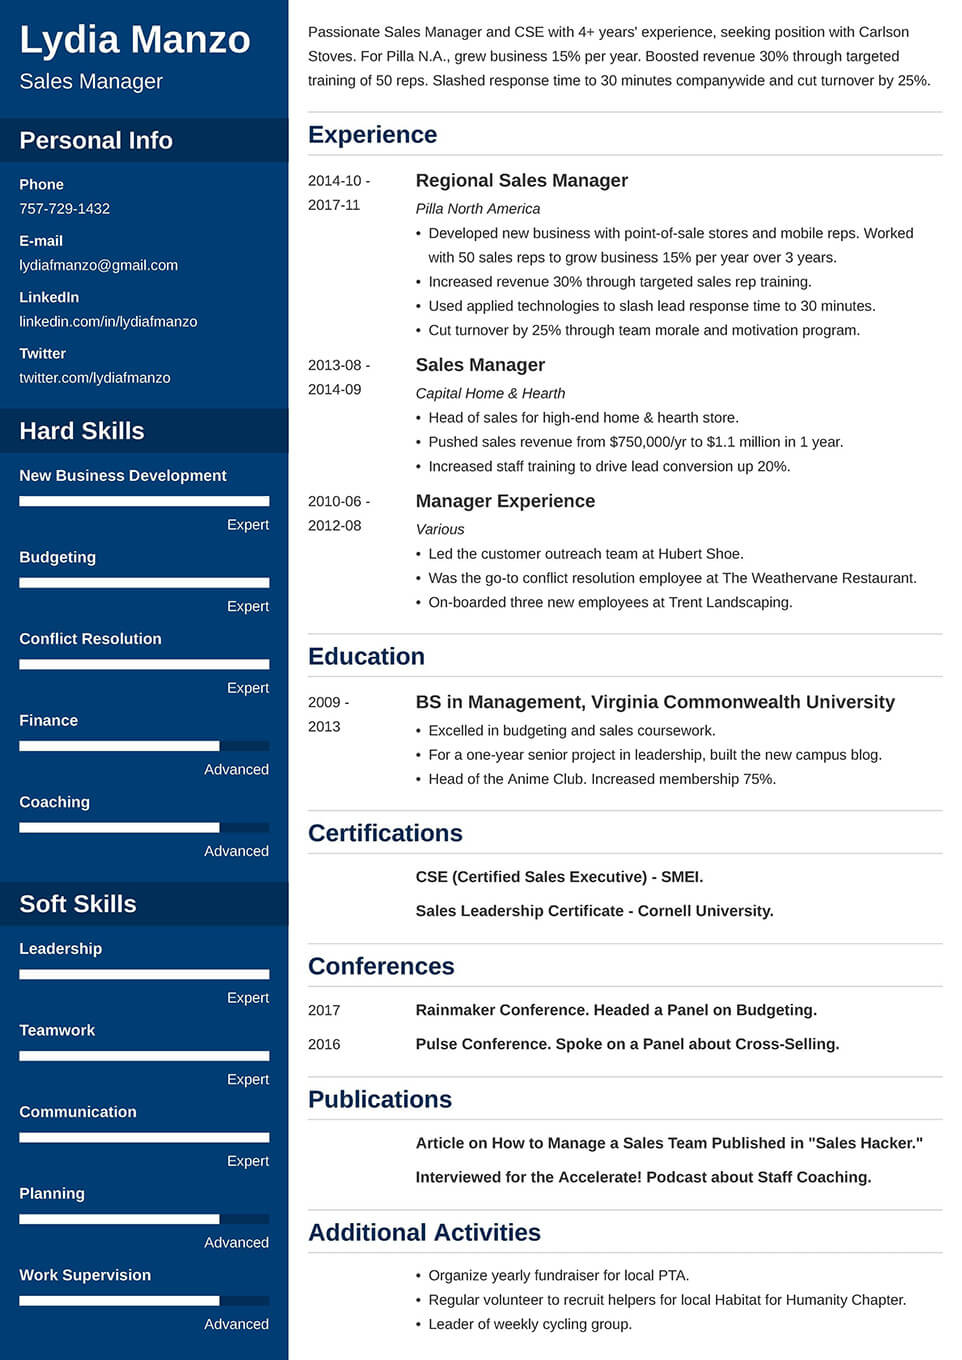 Lydia Manzo
Sales Manager
Personal Info
Phone
757-729-1432
E-mail
lydiafmanzo@gmail.com
LinkedIn
linkedin.com/in/lydiafmanzo
Twitter
twitter.com/lydiafmanzo
Hard Skills
New Business Development
Expert
Budgeting
Expert
Conflict Resolution
Expert
Finance
Advanced
Coaching
Advanced
Soft Skills
Leadership
Expert
Teamwork
Expert
Communication
Expert
Planning
Advanced
Work Supervision
Advanced
Passionate Sales Manager and CSE with 4+ years' experience, seeking position with Carlson
Stoves. For Pilla N.A., grew business 15% per year. Boosted revenue 30% through targeted
training of 50 reps. Slashed response time to 30 minutes companywide and cut turnover by 25%.
Experience
2014-10 -
2017-11
Regional Sales Manager
Pilla North America
• Developed new business with point-of-sale stores and mobile reps. Worked
with 50 sales reps to grow business 15% per year over 3 years.
• Increased revenue 30% through targeted sales rep training.
• Used applied technologies to slash lead response time to 30 minutes.
• Cut turnover by 25% through team morale and motivation program.
2013-08 -
2014-09
Sales Manager
Capital Home & Hearth
• Head of sales for high-end home & hearth store.
• Pushed sales revenue from $750,000/yr to $1.1 million in 1 year.
• Increased staff training to drive lead conversion up 20%.
2010-06 -
2012-08
Manager Experience
Various
• Led the customer outreach team at Hubert Shoe.
• Was the go-to conflict resolution employee at The Weathervane Restaurant.
• On-boarded three new employees at Trent Landscaping.
Education
2009 -
2013
BS in Management, Virginia Commonwealth University
• Excelled in budgeting and sales coursework.
• For a one-year senior project in leadership, built the new campus blog.
• Head of the Anime Club. Increased membership 75%.
Certifications
CSE (Certified Sales Executive) - SMEI.
Sales Leadership Certificate - Cornell University.
Conferences
2017 Rainmaker Conference. Headed a Panel on Budgeting.
2016 Pulse Conference. Spoke on a Panel about Cross-Selling.
Publications
Article on How to Manage a Sales Team Published in "Sales Hacker."
Interviewed for the Accelerate! Podcast about Staff Coaching.
Additional Activities
• Organize yearly fundraiser for local PTA.
• Regular volunteer to recruit helpers for local Habitat for Humanity Chapter.
• Leader of weekly cycling group.